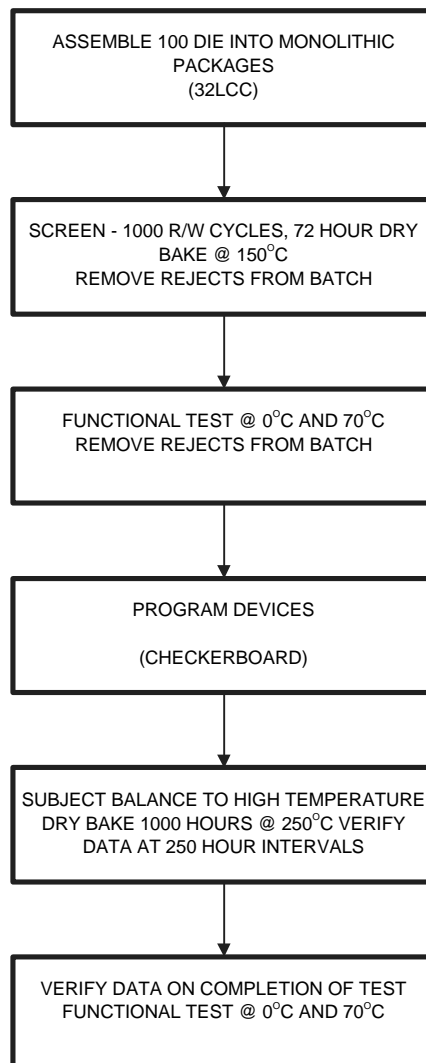 ASSEMBLE 100 DIE INTO MONOLITHIC
PACKAGES
(32LCC)
SCREEN - 1000 R/W CYCLES, 72 HOUR DRY
BAKE @ 150°C
REMOVE REJECTS FROM BATCH
FUNCTIONAL TEST @ 0°C AND 70°C
REMOVE REJECTS FROM BATCH
PROGRAM DEVICES
(CHECKERBOARD)
SUBJECT BALANCE TO HIGH TEMPERATURE
DRY BAKE 1000 HOURS @ 250°C VERIFY
DATA AT 250 HOUR INTERVALS
VERIFY DATA ON COMPLETION OF TEST
FUNCTIONAL TEST @ 0°C AND 70°C